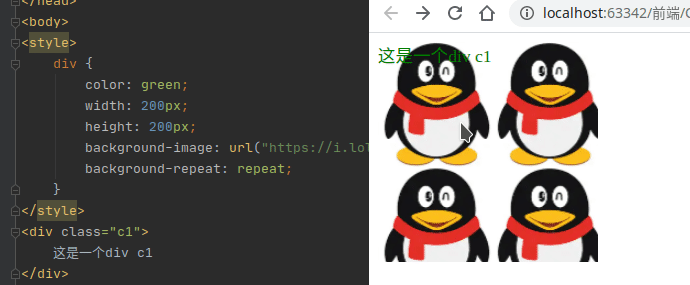 </head>
<body>
<style>
div {
color: green;
width: 200px;
height: 200px;
background-image: url("https://i.lol
background-repeat: repeat;
}
</style>
<div class="c1">
这是一个div c1
</div>
localhost:63342/前端/C
这是一个div c1